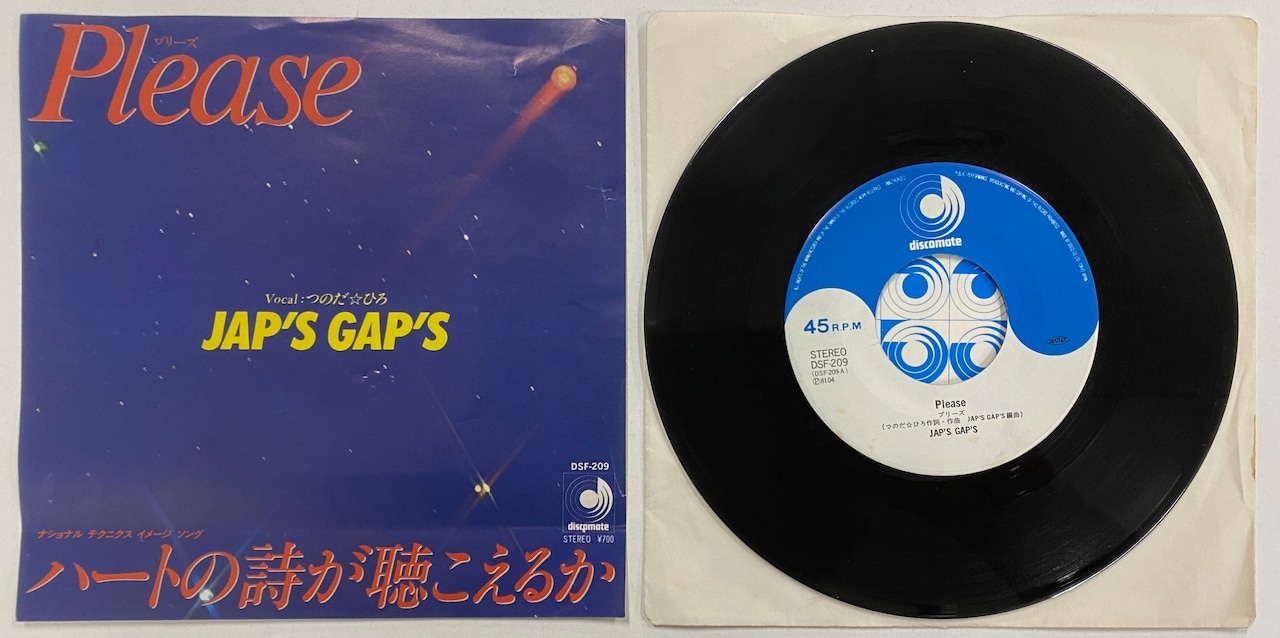 Please
プリーズ
Vocal:つのだ☆ひろ
JAP'S GAP'S
DSF-209
discomate
STEREO ¥700
ナショナル テクニクス イメージ ソング
ハートの詩が聴こえるか
discomate
45 R.P.M
STEREO
DSF-209
(DSF-209-A)
Ⓟ8104
Please
プリーズ
(つのだ☆ひろ作詞・作曲 JAP'S GAP'S編曲)
JAP'S GAP'S